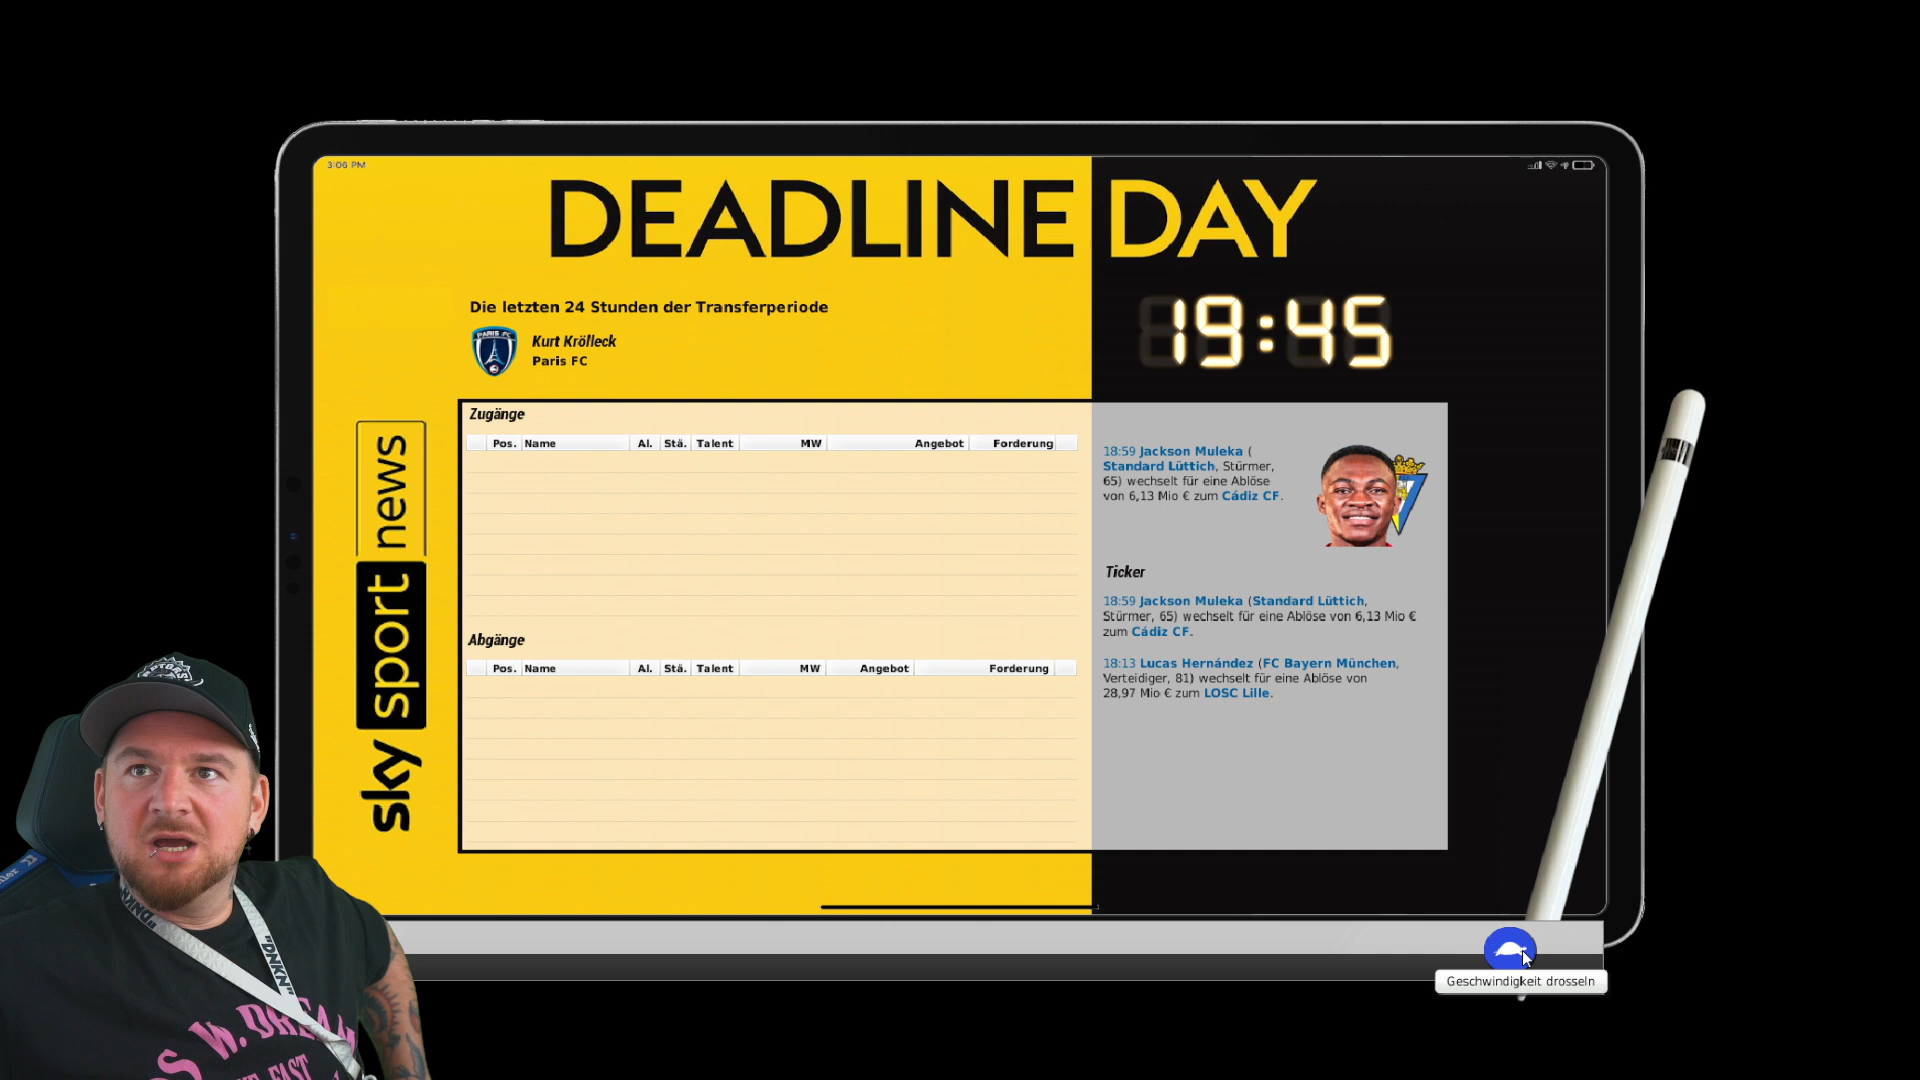 3:06 PM
DEADLINE DAY
Die letzten 24 Stunden der Transferperiode
19:45
PARIS FC
Kurt Krölleck
Paris FC
sky sport news
Zugänge
Pos. Name Al. Stä. Talent MW Angebot Forderung
18:59 Jackson Muleka (
Standard Lüttich, Stürmer,
65) wechselt für eine Ablöse
von 6,13 Mio € zum Cádiz CF.
Ticker
18:59 Jackson Muleka (Standard Lüttich,
Stürmer, 65) wechselt für eine Ablöse von 6,13 Mio €
zum Cádiz CF.
Abgänge
Pos. Name Al. Stä. Talent MW Angebot Forderung
18:13 Lucas Hernández (FC Bayern München,
Verteidiger, 81) wechselt für eine Ablöse von
28,97 Mio € zum LOSC Lille.
Geschwindigkeit drosseln
"DNKN"
"DNKN"
W. DREAM